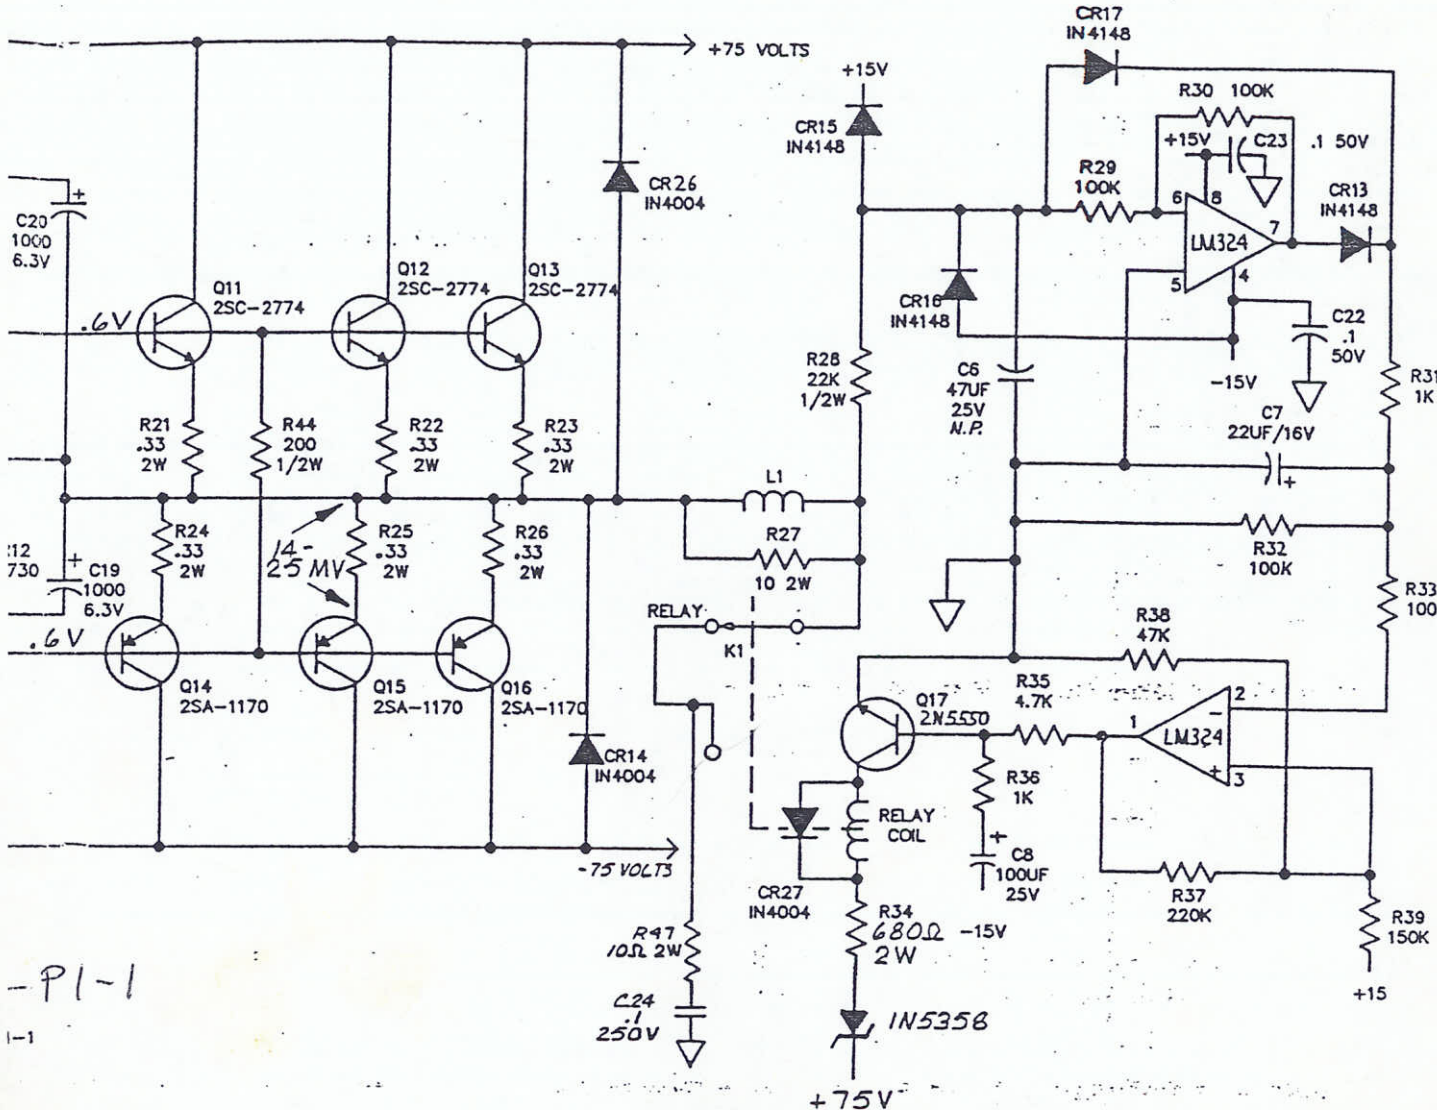 CR17
IN4148
+75 VOLTS
+15V
R30 100K
CR15
IN4148
+15V
C23
.1 50V
R29
100K
CR13
IN4148
CR26
IN4004
C20
1000
6.3V
+
6
8
7
LM324
4
5
Q11
2SC-2774
Q12
2SC-2774
Q13
2SC-2774
.6V
CR16
IN4148
C22
.1
50V
R28
22K
1/2W
C6
47UF
25V
N.P.
-15V
R31
1K
C7
22UF/16V
+
R21
.33
2W
R44
200
1/2W
R22
.33
2W
R23
.33
2W
L1
R24
.33
2W
R25
.33
2W
R26
.33
2W
R27
10 2W
R32
100K
14-
25 MV
:12
730
+
C19
1000
6.3V
R33
100
RELAY
K1
R38
47K
.6V
Q14
2SA-1170
Q15
2SA-1170
Q16
2SA-1170
Q17
2N5550
R35
4.7K
1
2
-
LM324
+
3
CR14
IN4004
R36
1K
RELAY
COIL
+
C8
100UF
25V
-15V
-75 VOLTS
CR27
IN4004
R34
680Ω
2W
R37
220K
R39
150K
+15
R47
10Ω 2W
C24
.1
250V
-P1-1
I-1
1N5358
+75V